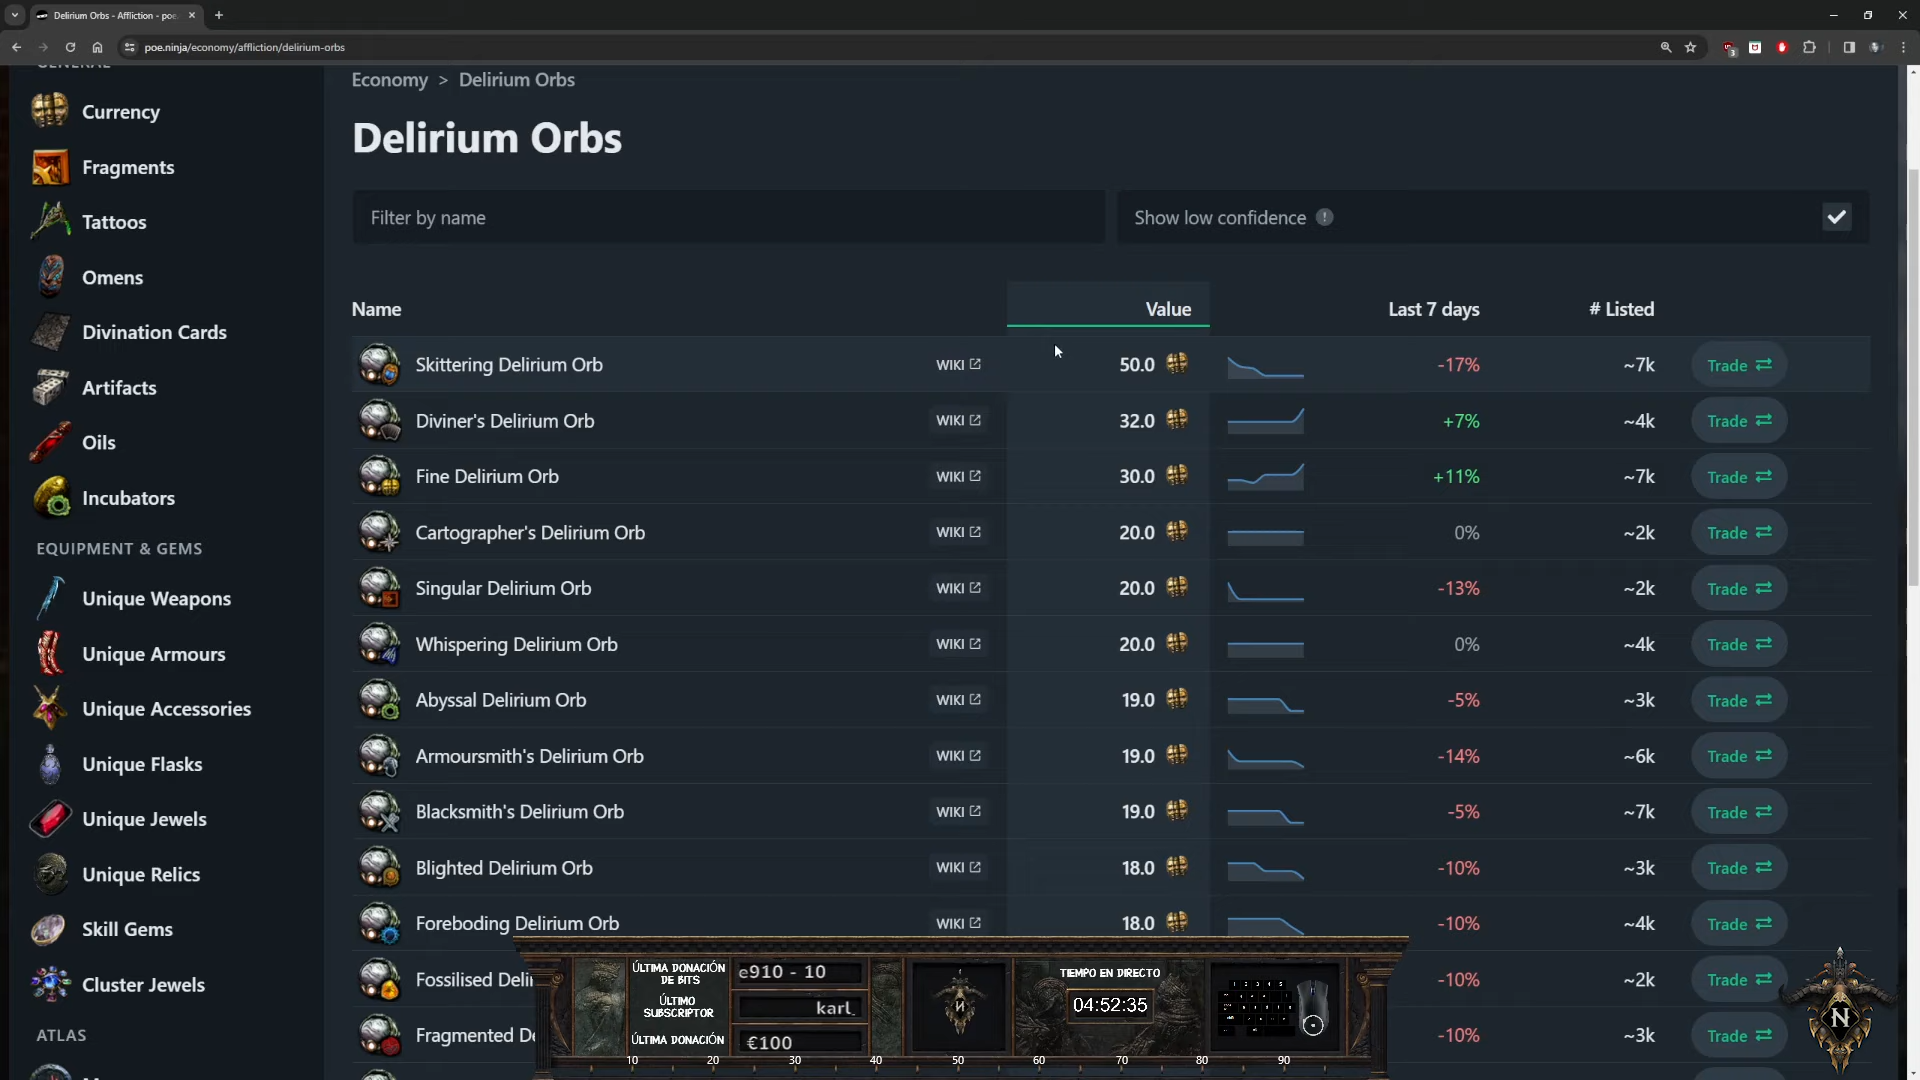 Delirium Orbs - Affliction - poe
poe.ninja/economy/affliction/delirium-orbs
GENERAL
Currency
Fragments
Tattoos
Omens
Divination Cards
Artifacts
Oils
Incubators
EQUIPMENT & GEMS
Unique Weapons
Unique Armours
Unique Accessories
Unique Flasks
Unique Jewels
Unique Relics
Skill Gems
Cluster Jewels
ATLAS
Economy > Delirium Orbs
Delirium Orbs
Filter by name
Show low confidence
Name Value Last 7 days # Listed
Skittering Delirium Orb WIKI 50.0 -17% ~7k Trade
Diviner's Delirium Orb WIKI 32.0 +7% ~4k Trade
Fine Delirium Orb WIKI 30.0 +11% ~7k Trade
Cartographer's Delirium Orb WIKI 20.0 0% ~2k Trade
Singular Delirium Orb WIKI 20.0 -13% ~2k Trade
Whispering Delirium Orb WIKI 20.0 0% ~4k Trade
Abyssal Delirium Orb WIKI 19.0 -5% ~3k Trade
Armoursmith's Delirium Orb WIKI 19.0 -14% ~6k Trade
Blacksmith's Delirium Orb WIKI 19.0 -5% ~7k Trade
Blighted Delirium Orb WIKI 18.0 -10% ~3k Trade
Foreboding Delirium Orb WIKI 18.0 -10% ~4k Trade
Fossilised Deli -10% ~2k Trade
Fragmented De -10% ~3k Trade
ÚLTIMA DONACIÓN
DE BITS
e910 - 10
ÚLTIMO
SUBSCRIPTOR
karl_
ÚLTIMA DONACIÓN
€100
TIEMPO EN DIRECTO
04:52:35
10 20 30 40 50 60 70 80 90
N